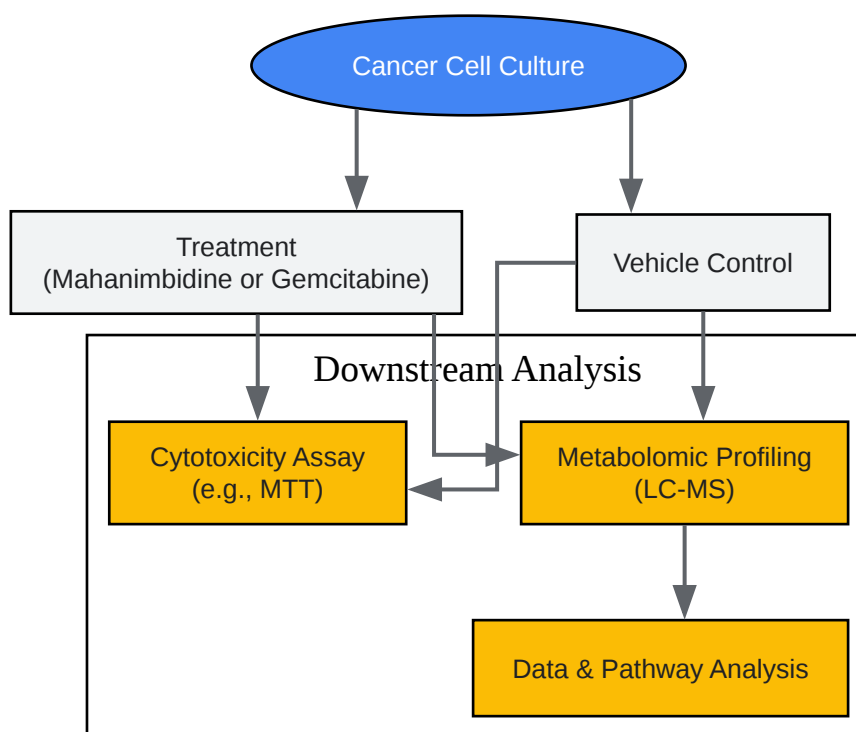 Cancer Cell Culture
Treatment
(Mahanimbidine or Gemcitabine)
Vehicle Control
Downstream Analysis
Cytotoxicity Assay
(e.g., MTT)
Metabolomic Profiling
(LC-MS)
Data & Pathway Analysis